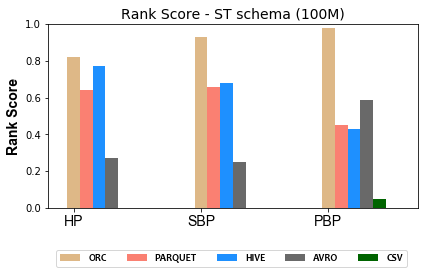 Rank Score - ST schema (100M)
Rank Score
1.0
0.8
0.6
0.4
0.2
0.0
HP SBP PBP
ORC PARQUET HIVE AVRO CSV